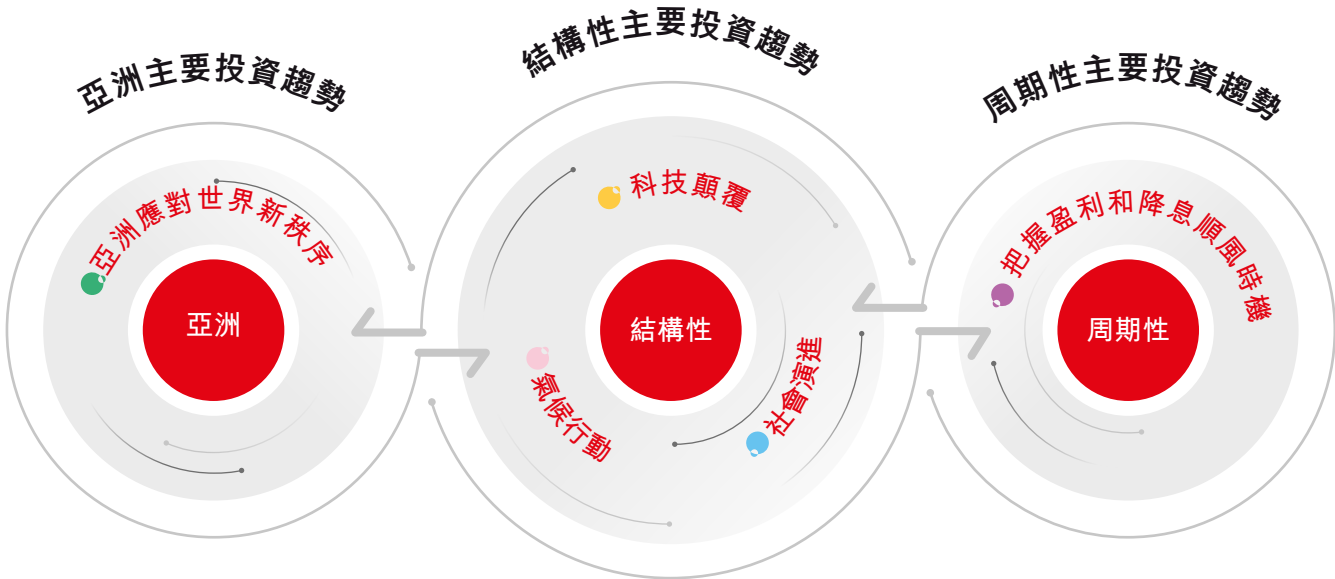 亞洲主要投資趨勢
亞洲應對世界新秩序
亞洲
結構性主要投資趨勢
科技顛覆
結構性
氣候行動
社會演進
周期性主要投資趨勢
把握盈利和降息順風時機
周期性